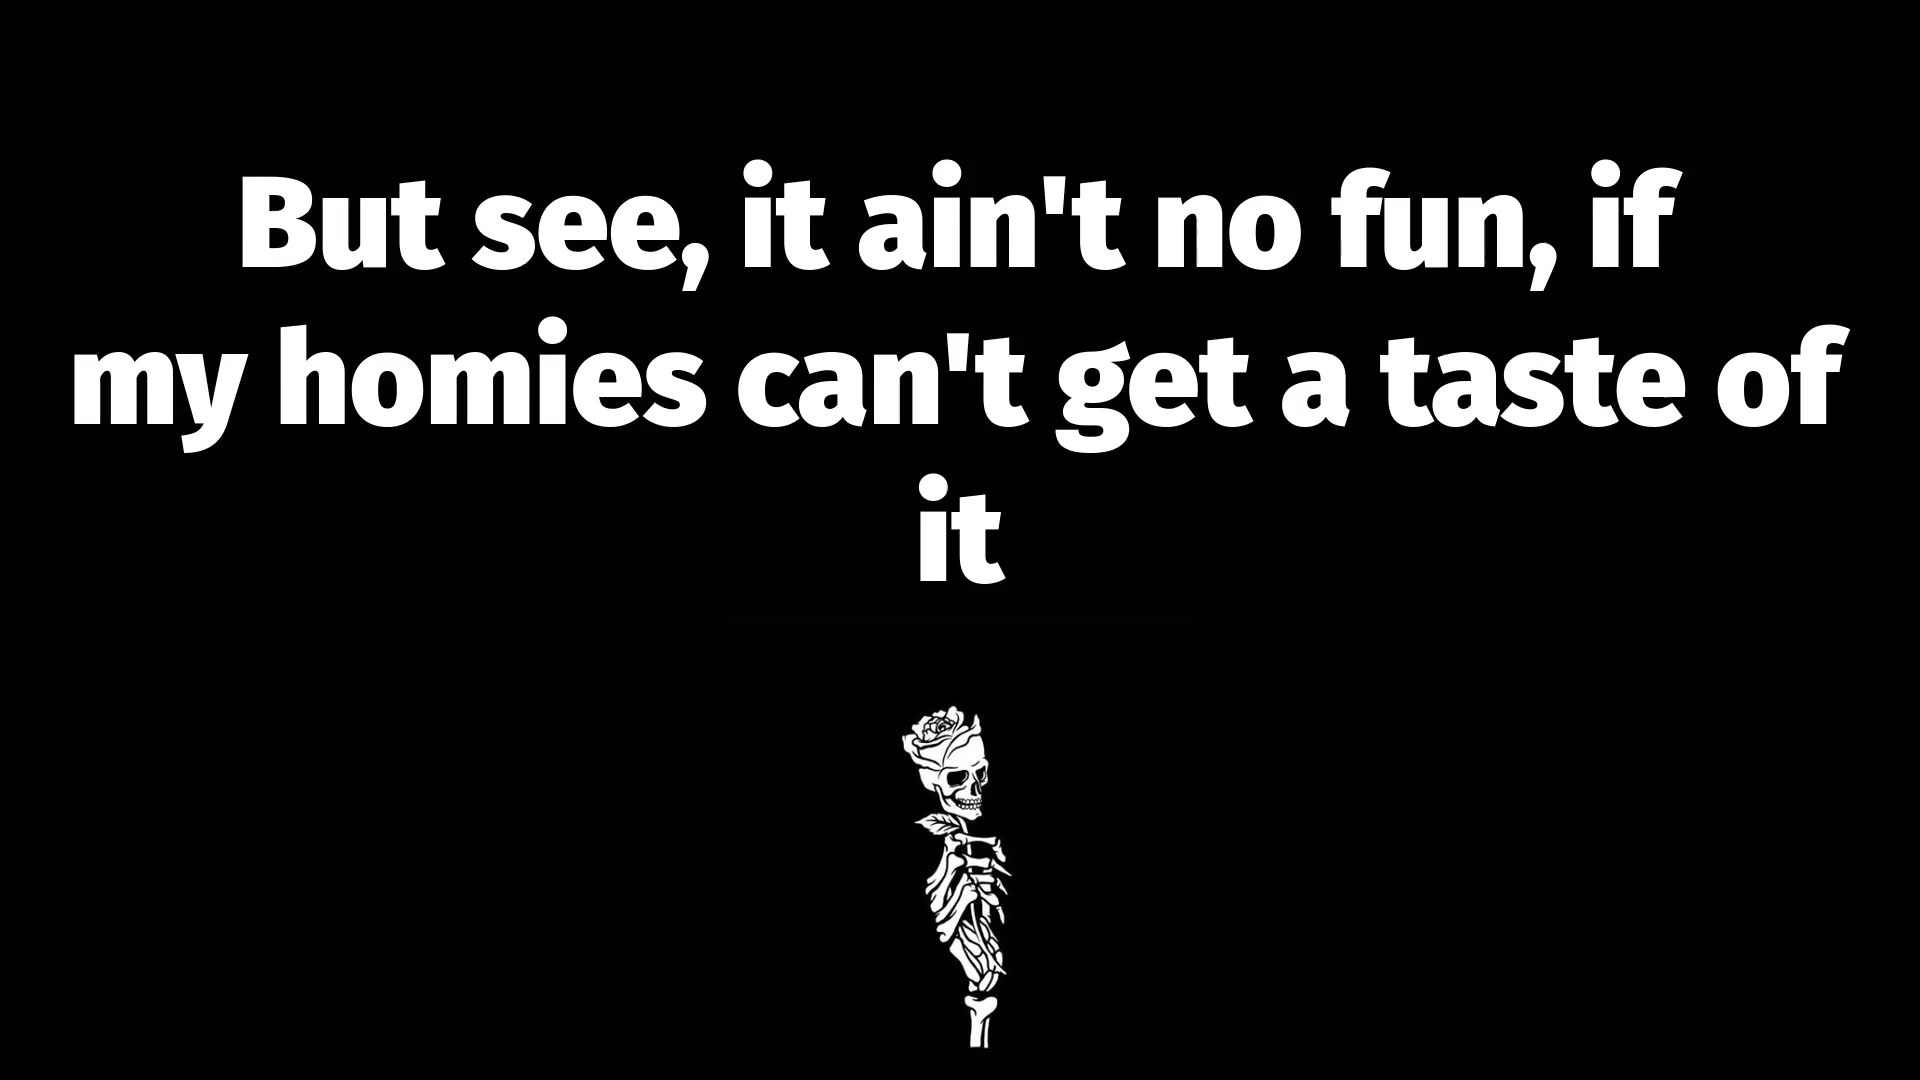 But see, it ain't no fun, if
my homies can't get a taste of
it